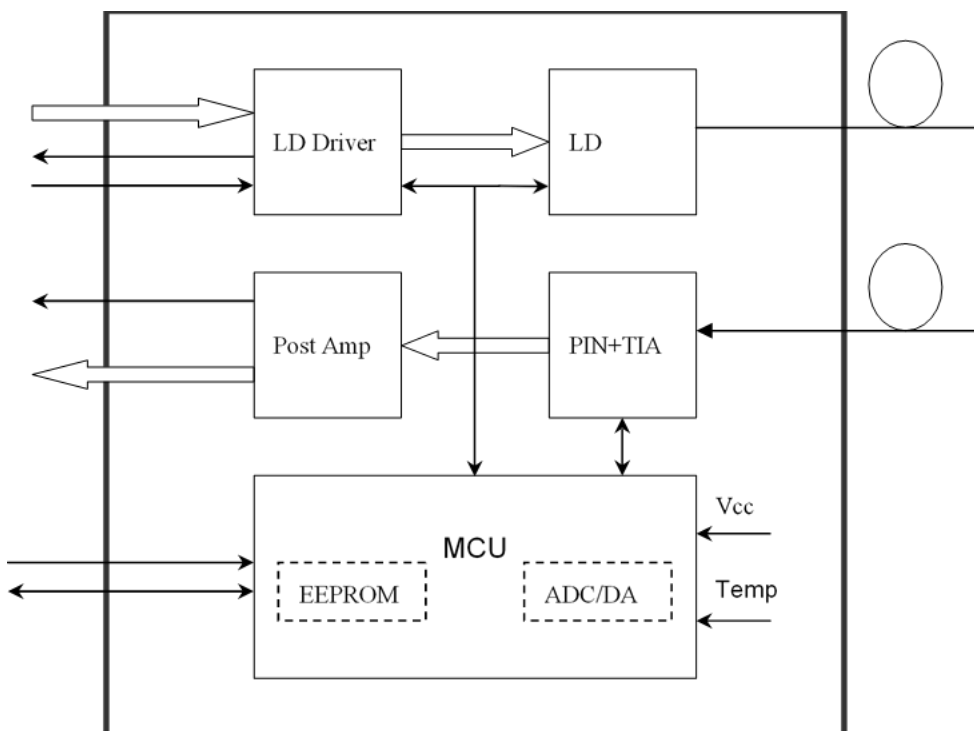 LD Driver
LD
Post Amp
PIN+TIA
Vcc
MCU
EEPROM
ADC/DA
Temp